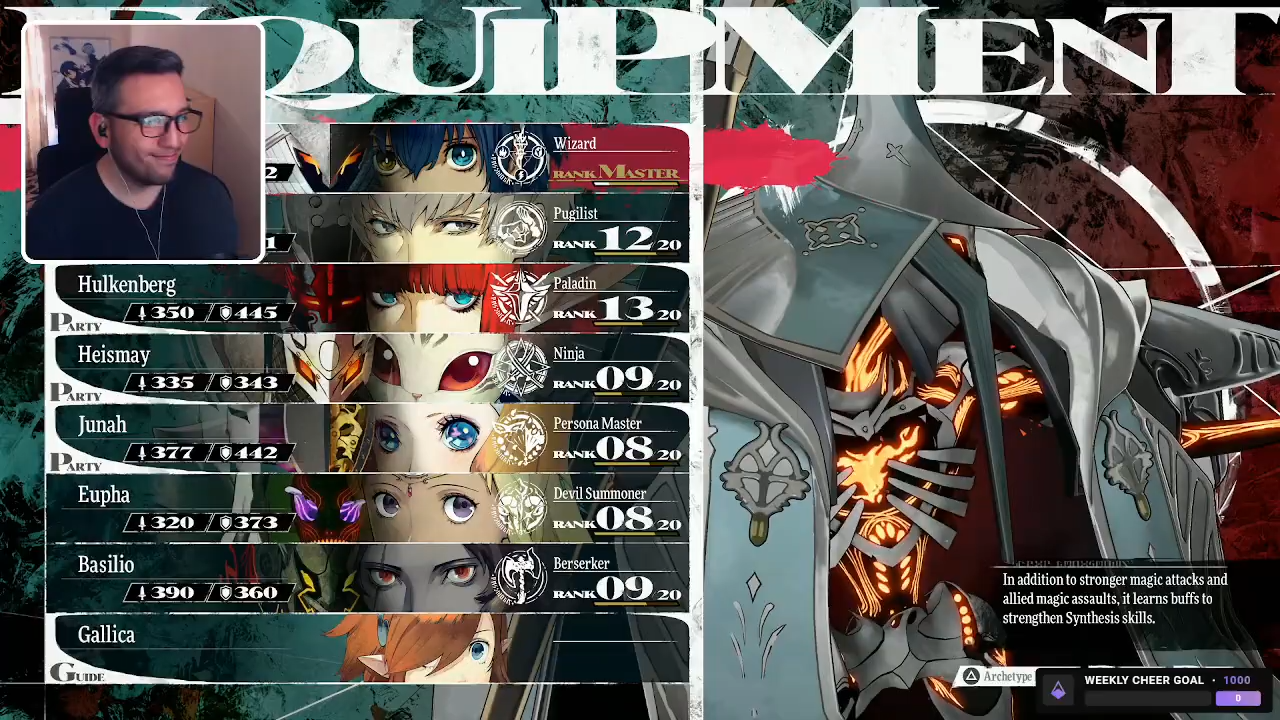 EQUIPMENT
Wizard
RANK MASTER
2
Pugilist
RANK 12/20
1
Hulkenberg
350 / 445
PARTY
Paladin
RANK 13/20
Heismay
335 / 343
PARTY
Ninja
RANK 09/20
Junah
377 / 442
PARTY
Persona Master
RANK 08/20
Eupha
320 / 373
Devil Summoner
RANK 08/20
Basilio
390 / 360
Berserker
RANK 09/20
Gallica
GUIDE
In addition to stronger magic attacks and
allied magic assaults, it learns buffs to
strengthen Synthesis skills.
Archetype
WEEKLY CHEER GOAL · 1000
0